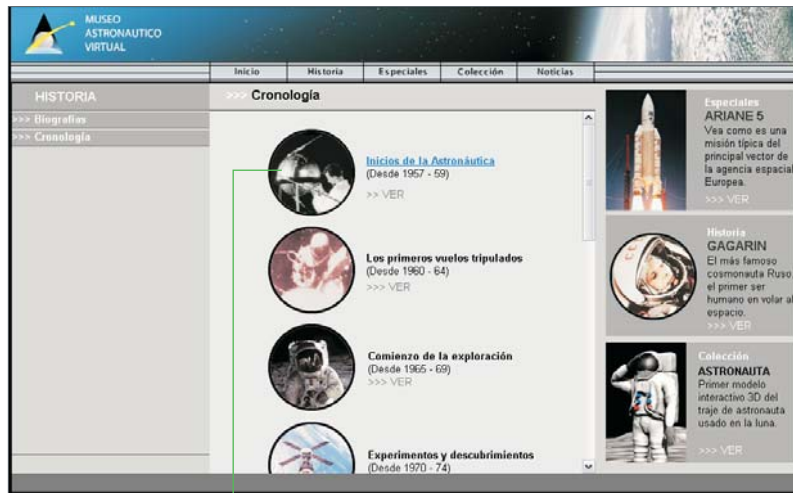 MUSEO
ASTRONAUTICO
VIRTUAL
Inicio Historia Especiales Colección Noticias
HISTORIA
>>> Biografías
>>> Cronología
>>> Cronología
Inicios de la Astronáutica
(Desde 1957 - 59)
>> VER
Los primeros vuelos tripulados
(Desde 1960 - 64)
>>> VER
Comienzo de la exploración
(Desde 1965 - 69)
>>> VER
Experimentos y descubrimientos
(Desde 1970 - 74)
Especiales
ARIANE 5
Vea como es una
misión típica del
principal vector de
la agencia espacial
Europea.
>>> VER
Historia
GAGARIN
El más famoso
cosmonauta Ruso,
el primer ser
humano en volar al
espacio.
>>> VER
Colección
ASTRONAUTA
Primer modelo
interactivo 3D del
traje de astronauta
usado en la luna.
>>> VER